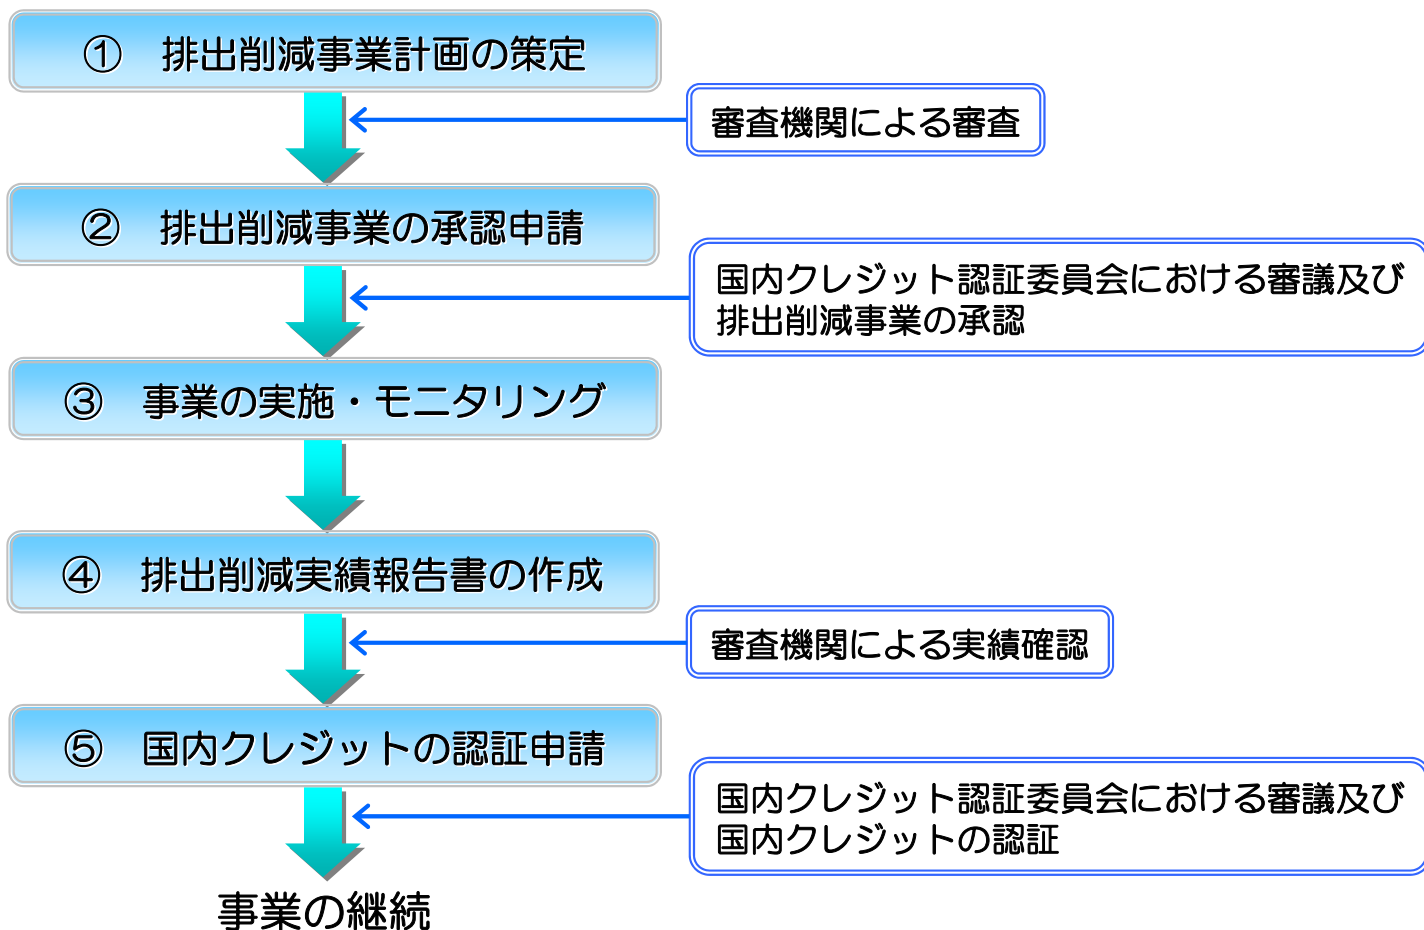 ① 排出削減事業計画の策定
審査機関による審査
② 排出削減事業の承認申請
国内クレジット認証委員会における審議及び
排出削減事業の承認
③ 事業の実施・モニタリング
④ 排出削減実績報告書の作成
審査機関による実績確認
⑤ 国内クレジットの認証申請
国内クレジット認証委員会における審議及び
国内クレジットの認証
事業の継続